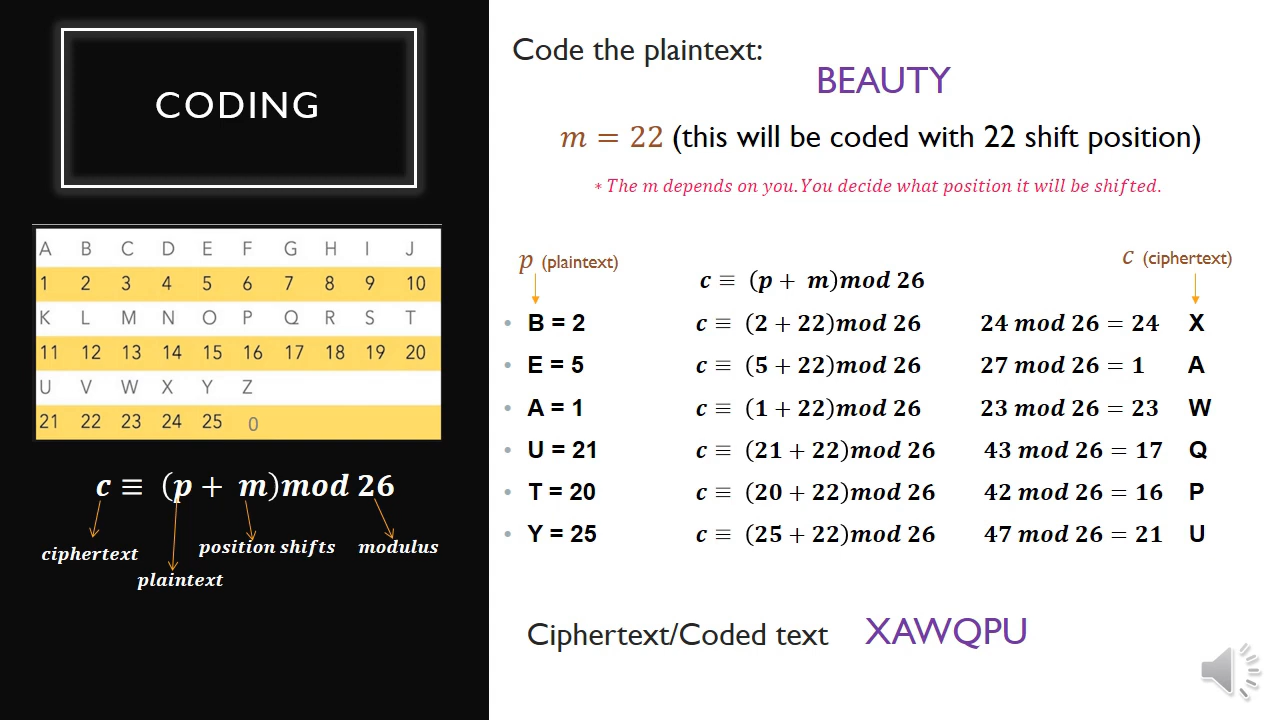 CODING
A B C D E F G H I J
1 2 3 4 5 6 7 8 9 10
K L M N O P Q R S T
11 12 13 14 15 16 17 18 19 20
U V W X Y Z
21 22 23 24 25 0
c ≡ (p + m)mod 26
ciphertext
plaintext
position shifts
modulus
Code the plaintext:
BEAUTY
m = 22 (this will be coded with 22 shift position)
* The m depends on you.You decide what position it will be shifted.
p (plaintext)
c ≡ (p + m)mod 26
c (ciphertext)
• B = 2 c ≡ (2 + 22)mod 26 24 mod 26 = 24 X
• E = 5 c ≡ (5 + 22)mod 26 27 mod 26 = 1 A
• A = 1 c ≡ (1 + 22)mod 26 23 mod 26 = 23 W
• U = 21 c ≡ (21 + 22)mod 26 43 mod 26 = 17 Q
• T = 20 c ≡ (20 + 22)mod 26 42 mod 26 = 16 P
• Y = 25 c ≡ (25 + 22)mod 26 47 mod 26 = 21 U
Ciphertext/Coded text XAWQPU